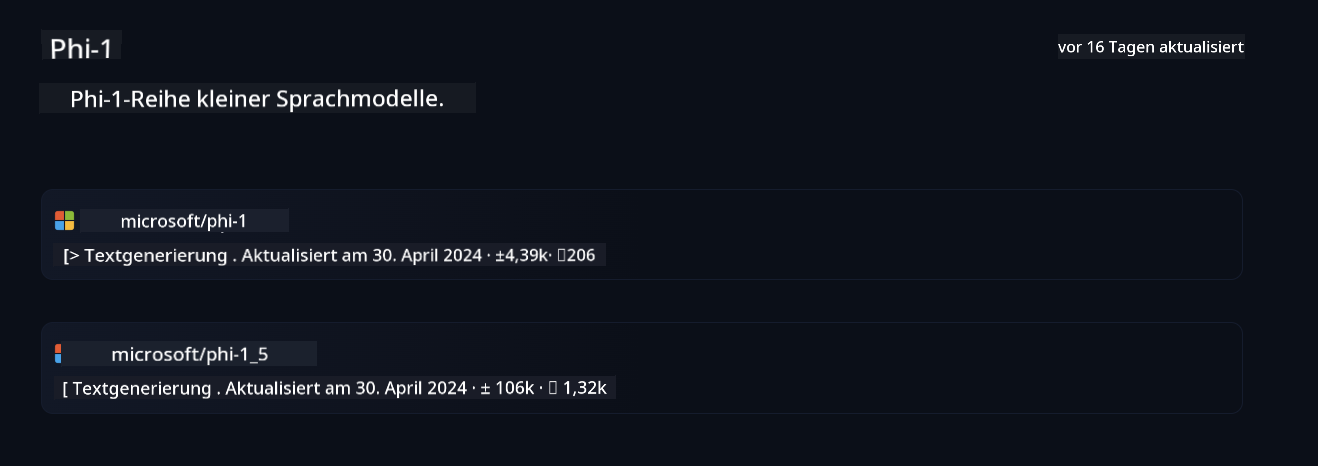 Phi-1
vor 16 Tagen aktualisiert
Phi-1-Reihe kleiner Sprachmodelle.
microsoft/phi-1
[> Textgenerierung . Aktualisiert am 30. April 2024 · ±4,39k· 206
microsoft/phi-1_5
[ Textgenerierung . Aktualisiert am 30. April 2024 · ± 106k · 1,32k